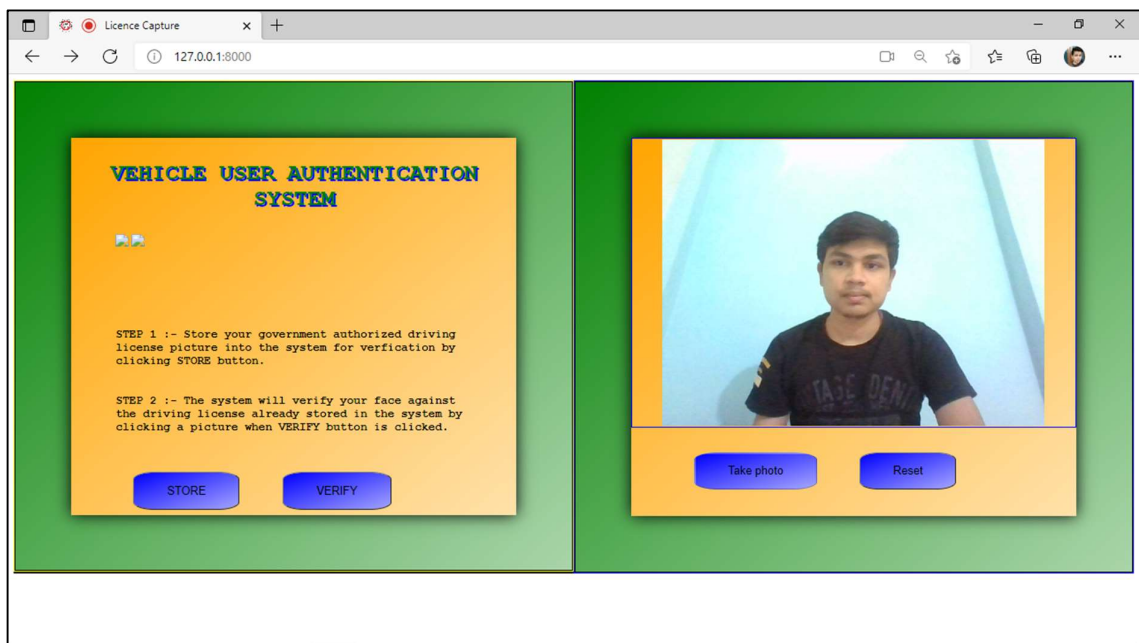 Licence Capture
127.0.0.1:8000
VEHICLE USER AUTHENTICATION
SYSTEM
STEP 1 :- Store your government authorized driving
license picture into the system for verfication by
clicking STORE button.
STEP 2 :- The system will verify your face against
the driving license already stored in the system by
clicking a picture when VERIFY button is clicked.
STORE
VERIFY
Take photo
Reset